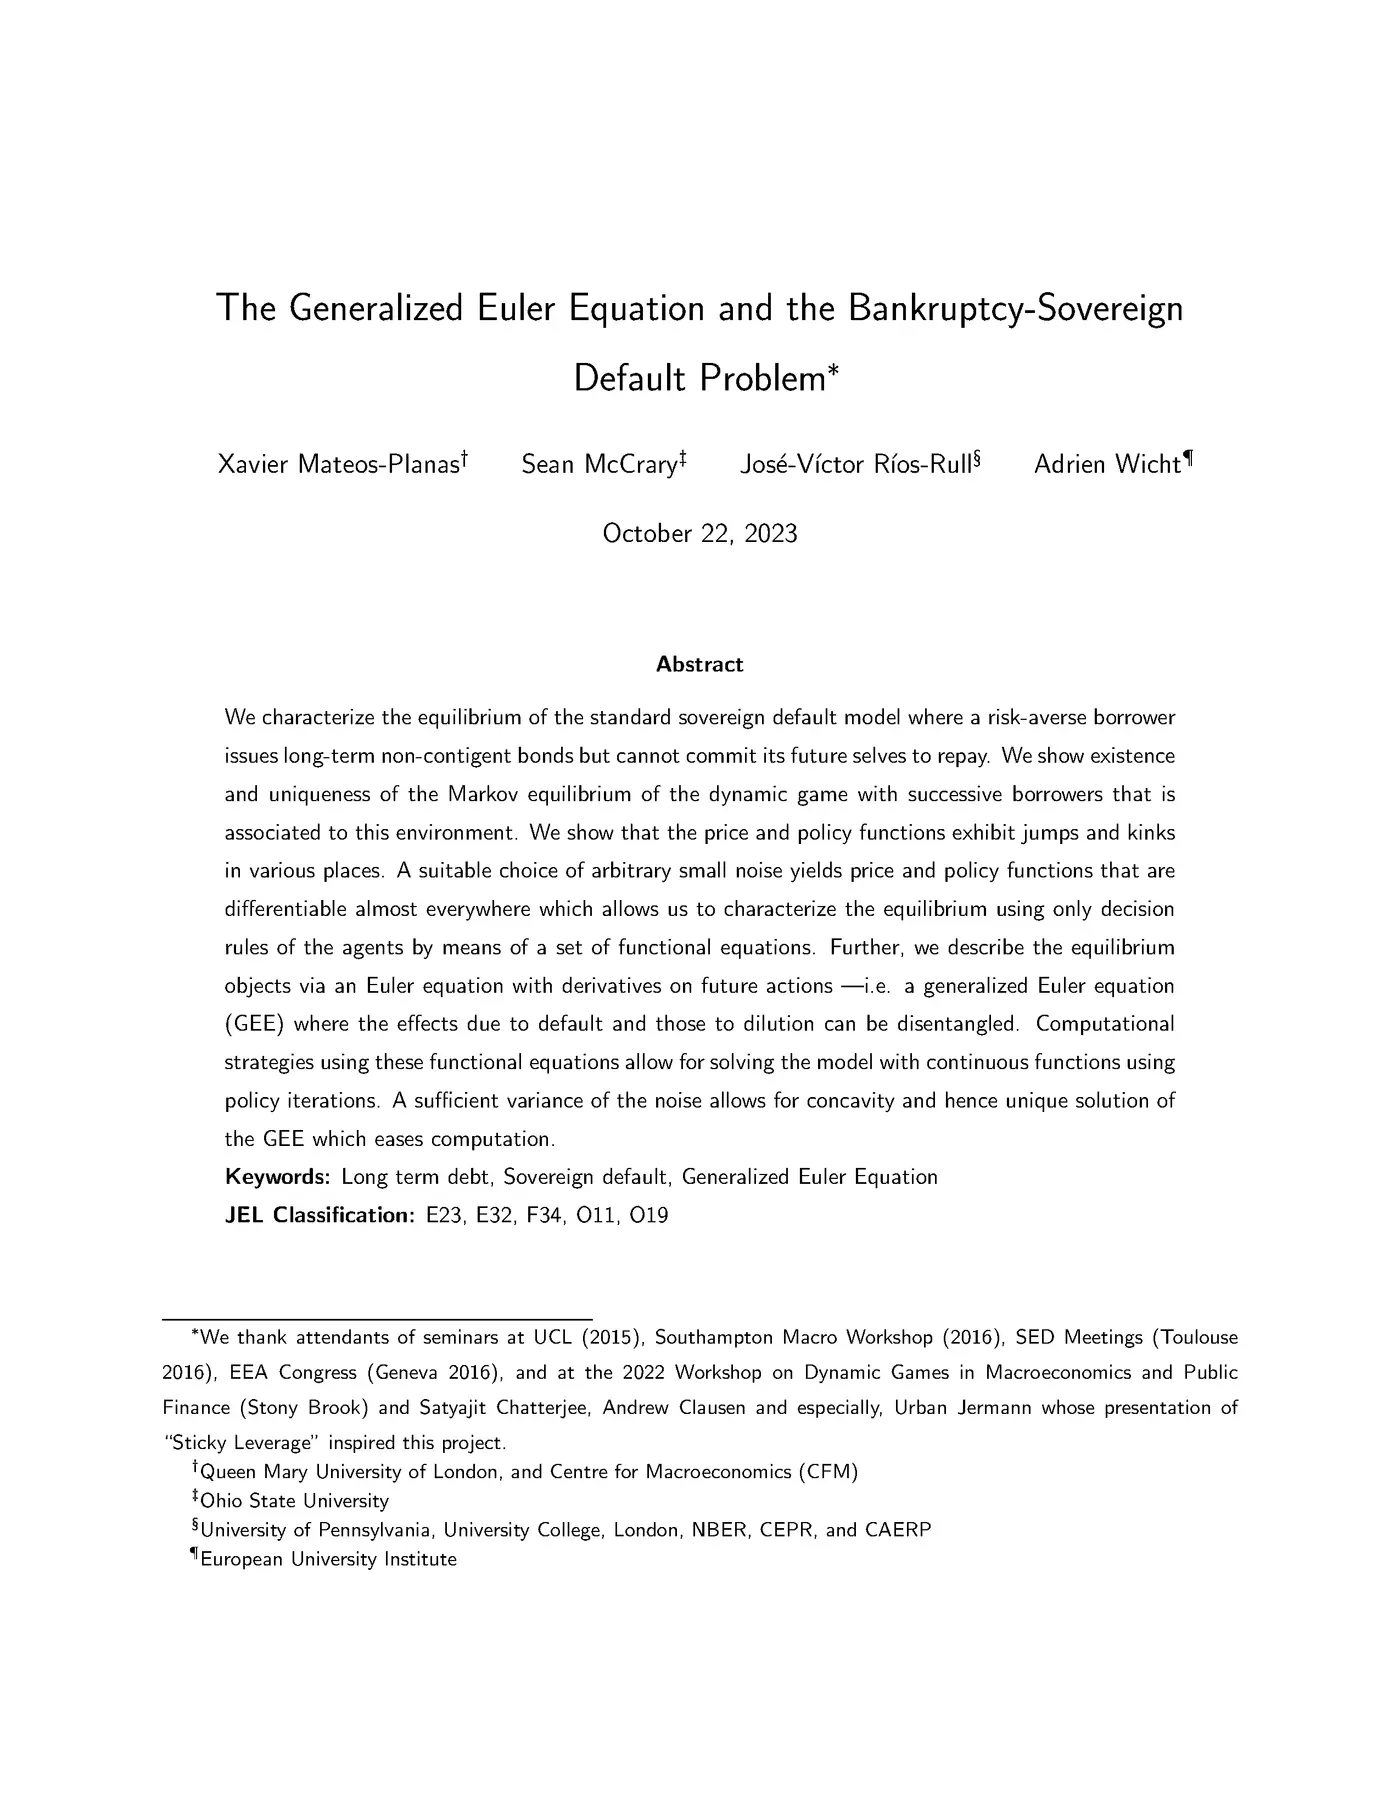 The Generalized Euler Equation and the Bankruptcy-Sovereign
Default Problem*
Xavier Mateos-Planas† Sean McCrary‡ José-Víctor Ríos-Rull§ Adrien Wicht¶
October 22, 2023
Abstract
We characterize the equilibrium of the standard sovereign default model where a risk-averse borrower
issues long-term non-contigent bonds but cannot commit its future selves to repay. We show existence
and uniqueness of the Markov equilibrium of the dynamic game with successive borrowers that is
associated to this environment. We show that the price and policy functions exhibit jumps and kinks
in various places. A suitable choice of arbitrary small noise yields price and policy functions that are
differentiable almost everywhere which allows us to characterize the equilibrium using only decision
rules of the agents by means of a set of functional equations. Further, we describe the equilibrium
objects via an Euler equation with derivatives on future actions —i.e. a generalized Euler equation
(GEE) where the effects due to default and those to dilution can be disentangled. Computational
strategies using these functional equations allow for solving the model with continuous functions using
policy iterations. A sufficient variance of the noise allows for concavity and hence unique solution of
the GEE which eases computation.
Keywords: Long term debt, Sovereign default, Generalized Euler Equation
JEL Classification: E23, E32, F34, O11, O19
*We thank attendants of seminars at UCL (2015), Southampton Macro Workshop (2016), SED Meetings (Toulouse
2016), EEA Congress (Geneva 2016), and at the 2022 Workshop on Dynamic Games in Macroeconomics and Public
Finance (Stony Brook) and Satyajit Chatterjee, Andrew Clausen and especially, Urban Jermann whose presentation of
“Sticky Leverage” inspired this project.
†Queen Mary University of London, and Centre for Macroeconomics (CFM)
‡Ohio State University
§University of Pennsylvania, University College, London, NBER, CEPR, and CAERP
¶European University Institute